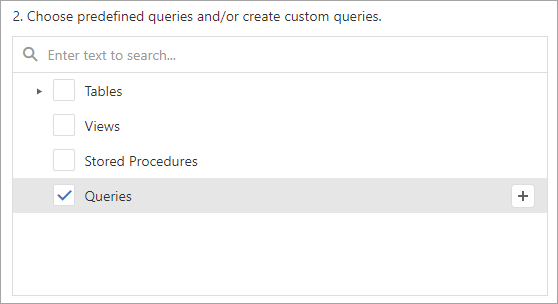 2. Choose predefined queries and/or create custom queries.
Enter text to search...
Tables
Views
Stored Procedures
Queries